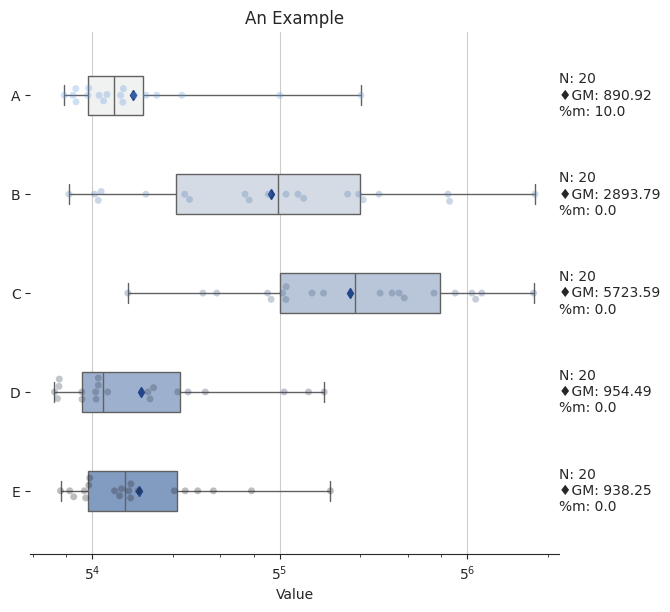 An Example
A
N: 20
♦GM: 890.92
%m: 10.0
B
N: 20
♦GM: 2893.79
%m: 0.0
C
N: 20
♦GM: 5723.59
%m: 0.0
D
N: 20
♦GM: 954.49
%m: 0.0
E
N: 20
♦GM: 938.25
%m: 0.0
5⁴ 5⁵ 5⁶
Value